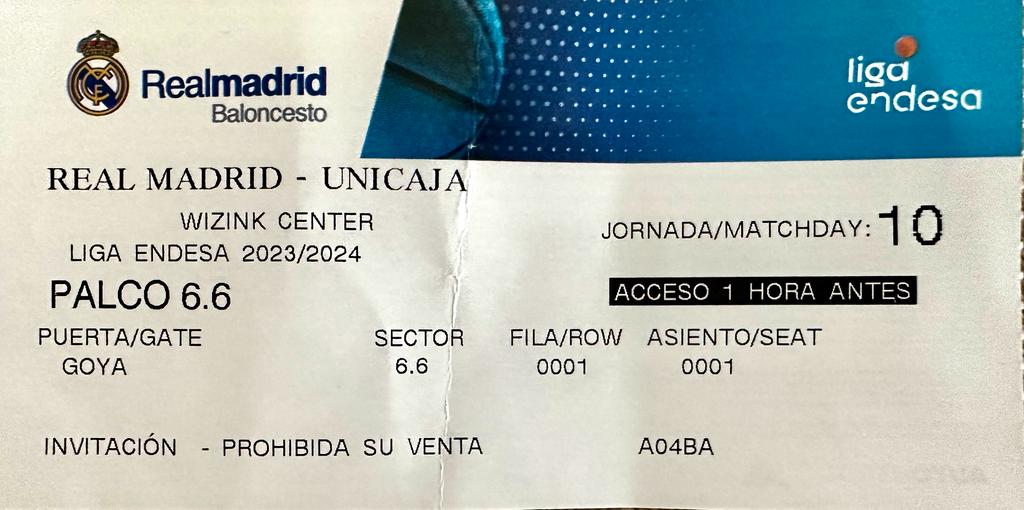 Realmadrid
Baloncesto
liga
endesa
REAL MADRID - UNICAJA
WIZINK CENTER
LIGA ENDESA 2023/2024
JORNADA/MATCHDAY: 10
PALCO 6.6
ACCESO 1 HORA ANTES
PUERTA/GATE SECTOR FILA/ROW ASIENTO/SEAT
GOYA 6.6 0001 0001
INVITACIÓN - PROHIBIDA SU VENTA A04BA